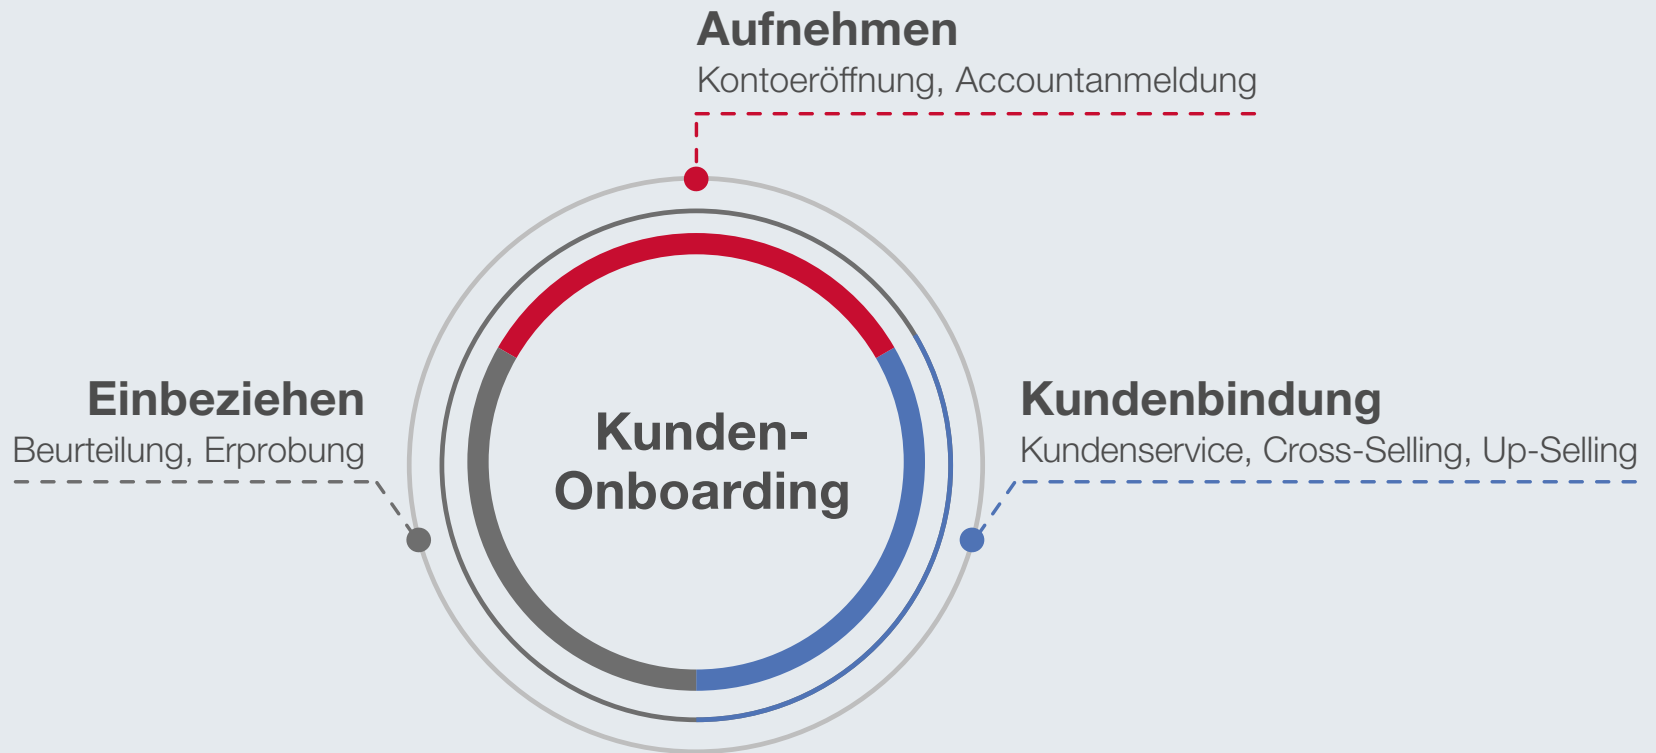 Aufnehmen
Kontoeröffnung, Accountanmeldung
Einbeziehen
Beurteilung, Erprobung
Kunden-
Onboarding
Kundenbindung
Kundenservice, Cross-Selling, Up-Selling